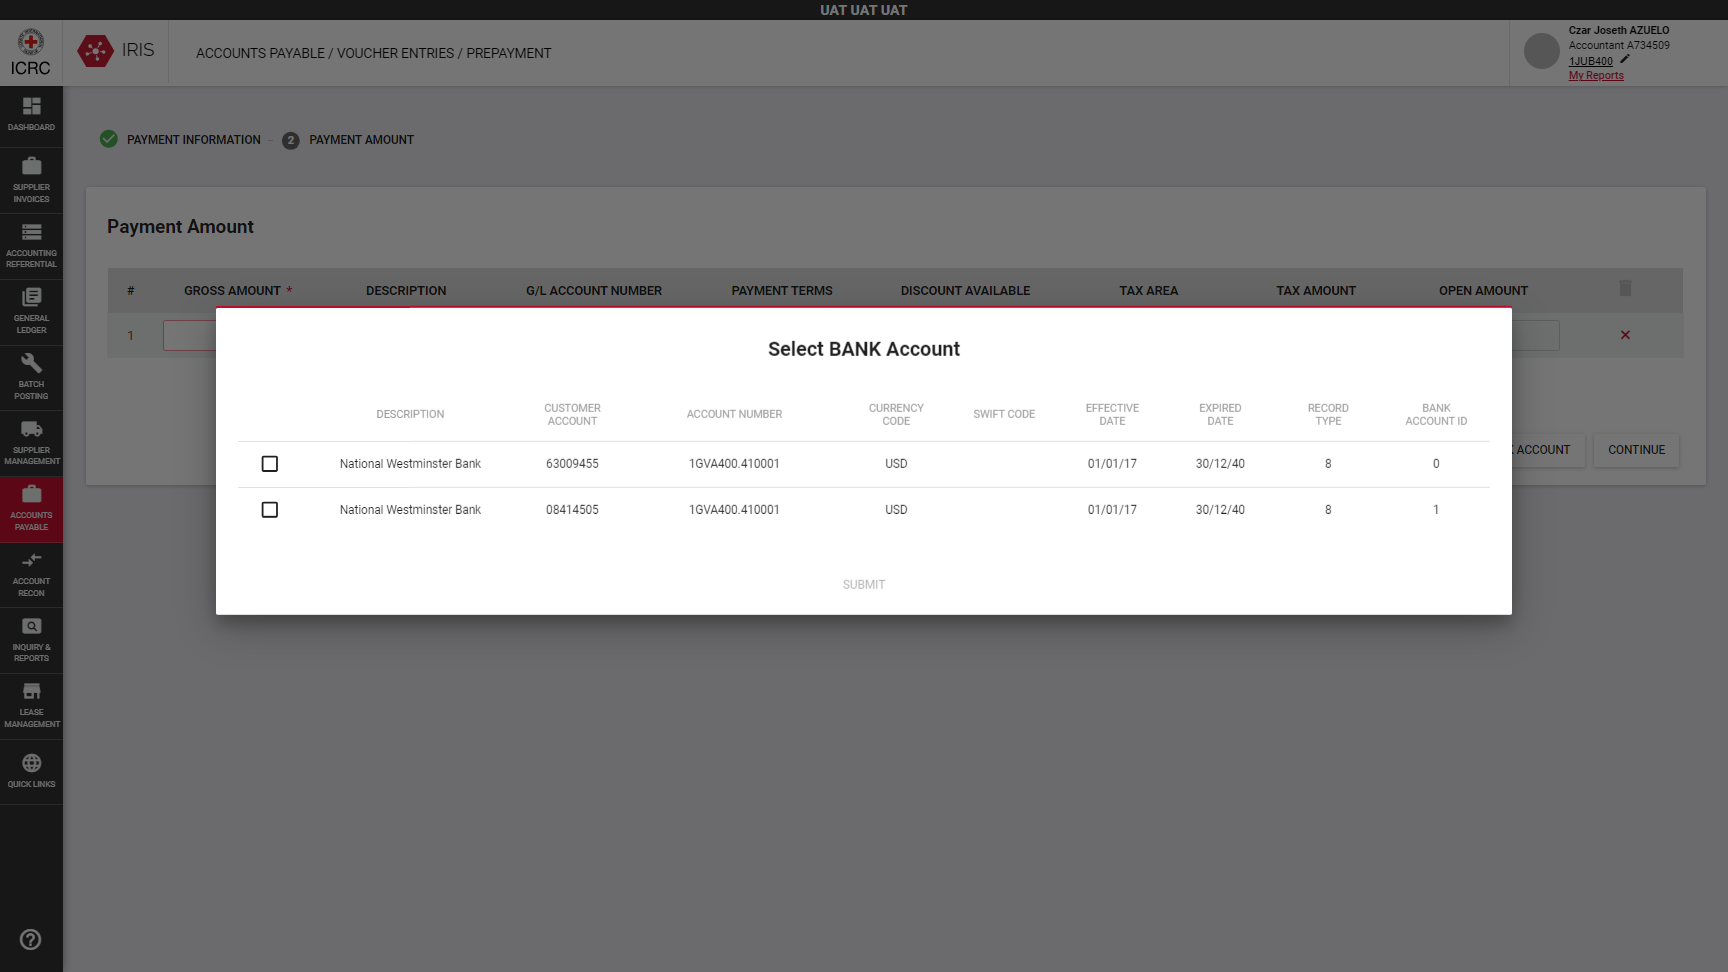 UAT UAT UAT
ICRC
IRIS
ACCOUNTS PAYABLE / VOUCHER ENTRIES / PREPAYMENT
Czar Joseth AZUELO
Accountant A734509
1JUB400
My Reports
DASHBOARD
SUPPLIER
INVOICES
ACCOUNTING
REFERENTIAL
GENERAL
LEDGER
BATCH
POSTING
SUPPLIER
MANAGEMENT
ACCOUNTS
PAYABLE
ACCOUNT
RECON
INQUIRY &
REPORTS
LEASE
MANAGEMENT
QUICK LINKS
PAYMENT INFORMATION - 2 PAYMENT AMOUNT
Payment Amount
# GROSS AMOUNT * DESCRIPTION G/L ACCOUNT NUMBER PAYMENT TERMS DISCOUNT AVAILABLE TAX AREA TAX AMOUNT OPEN AMOUNT
1
ACCOUNT
CONTINUE
Select BANK Account
DESCRIPTION CUSTOMER ACCOUNT ACCOUNT NUMBER CURRENCY CODE SWIFT CODE EFFECTIVE DATE EXPIRED DATE RECORD TYPE BANK ACCOUNT ID
National Westminster Bank 63009455 1GVA400.410001 USD 01/01/17 30/12/40 8 0
National Westminster Bank 08414505 1GVA400.410001 USD 01/01/17 30/12/40 8 1
SUBMIT